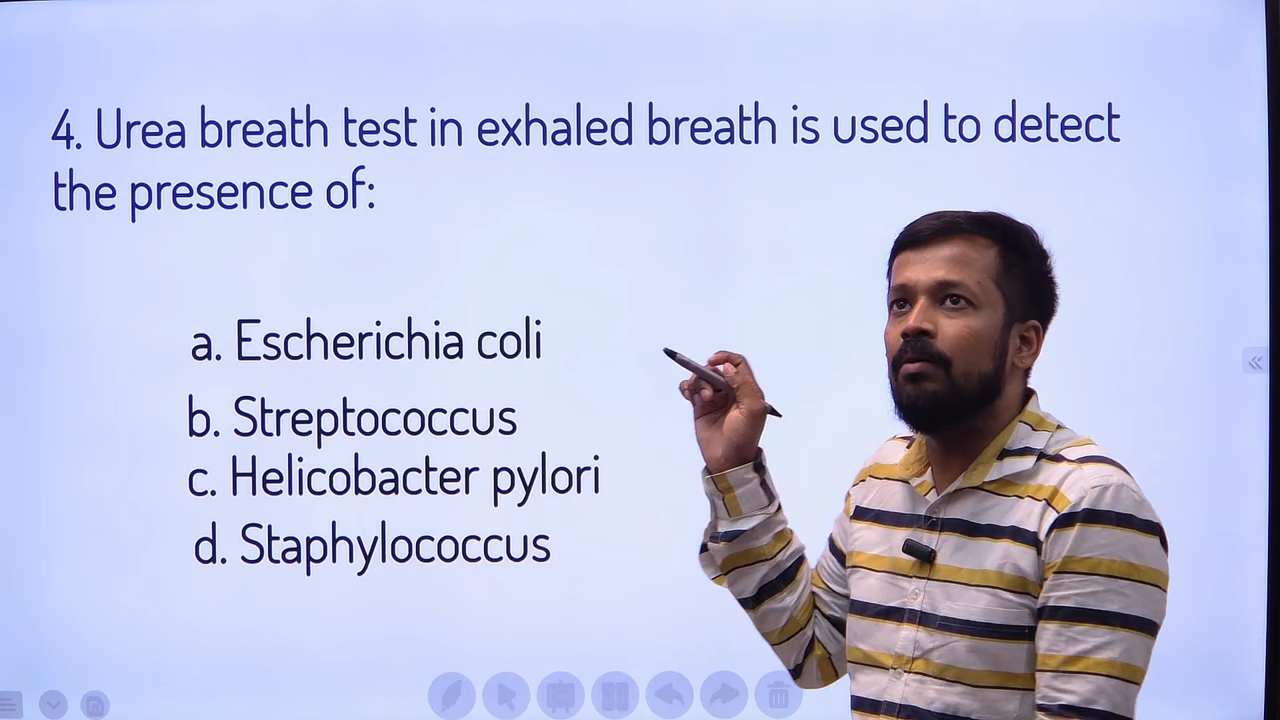 4. Urea breath test in exhaled breath is used to detect
the presence of:
a. Escherichia coli
b. Streptococcus
c. Helicobacter pylori
d. Staphylococcus